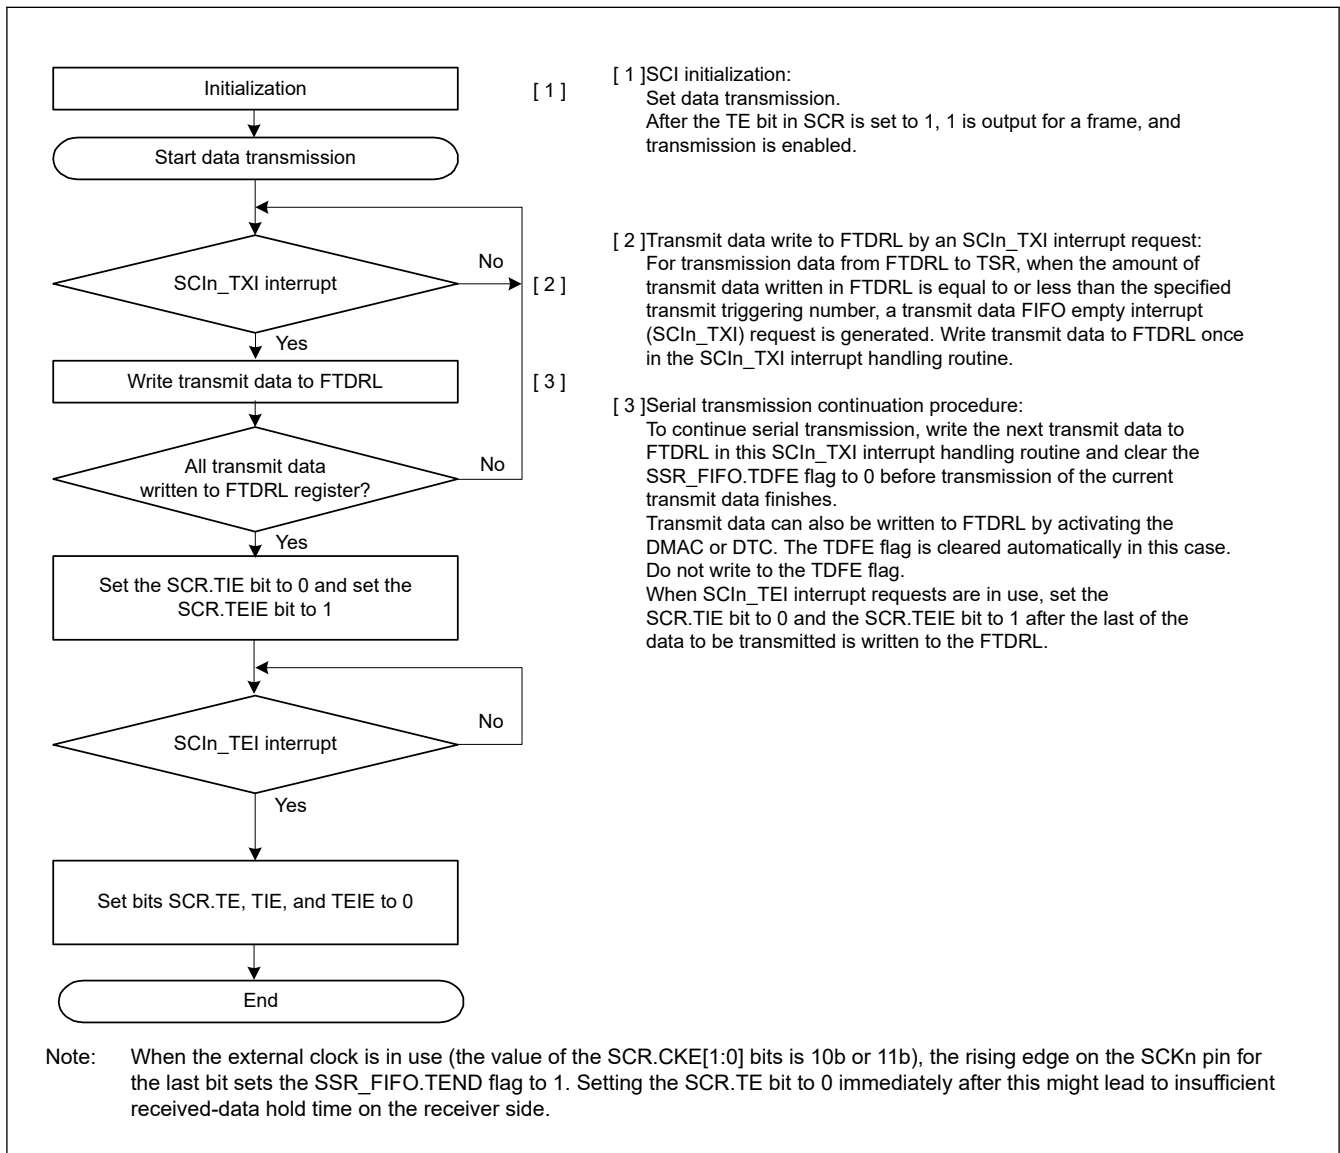 Initialization
[ 1 ]
Start data transmission
SCIn_TXI interrupt
No
[ 2 ]
Yes
Write transmit data to FTDRL
[ 3 ]
All transmit data
written to FTDRL register?
No
Yes
Set the SCR.TIE bit to 0 and set the
SCR.TEIE bit to 1
SCIn_TEI interrupt
No
Yes
Set bits SCR.TE, TIE, and TEIE to 0
End
[ 1 ]SCI initialization:
Set data transmission.
After the TE bit in SCR is set to 1, 1 is output for a frame, and
transmission is enabled.
[ 2 ]Transmit data write to FTDRL by an SCIn_TXI interrupt request:
For transmission data from FTDRL to TSR, when the amount of
transmit data written in FTDRL is equal to or less than the specified
transmit triggering number, a transmit data FIFO empty interrupt
(SCIn_TXI) request is generated. Write transmit data to FTDRL once
in the SCIn_TXI interrupt handling routine.
[ 3 ]Serial transmission continuation procedure:
To continue serial transmission, write the next transmit data to
FTDRL in this SCIn_TXI interrupt handling routine and clear the
SSR_FIFO.TDFE flag to 0 before transmission of the current
transmit data finishes.
Transmit data can also be written to FTDRL by activating the
DMAC or DTC. The TDFE flag is cleared automatically in this case.
Do not write to the TDFE flag.
When SCIn_TEI interrupt requests are in use, set the
SCR.TIE bit to 0 and the SCR.TEIE bit to 1 after the last of the
data to be transmitted is written to the FTDRL.
Note: When the external clock is in use (the value of the SCR.CKE[1:0] bits is 10b or 11b), the rising edge on the SCKn pin for
the last bit sets the SSR_FIFO.TEND flag to 1. Setting the SCR.TE bit to 0 immediately after this might lead to insufficient
received-data hold time on the receiver side.